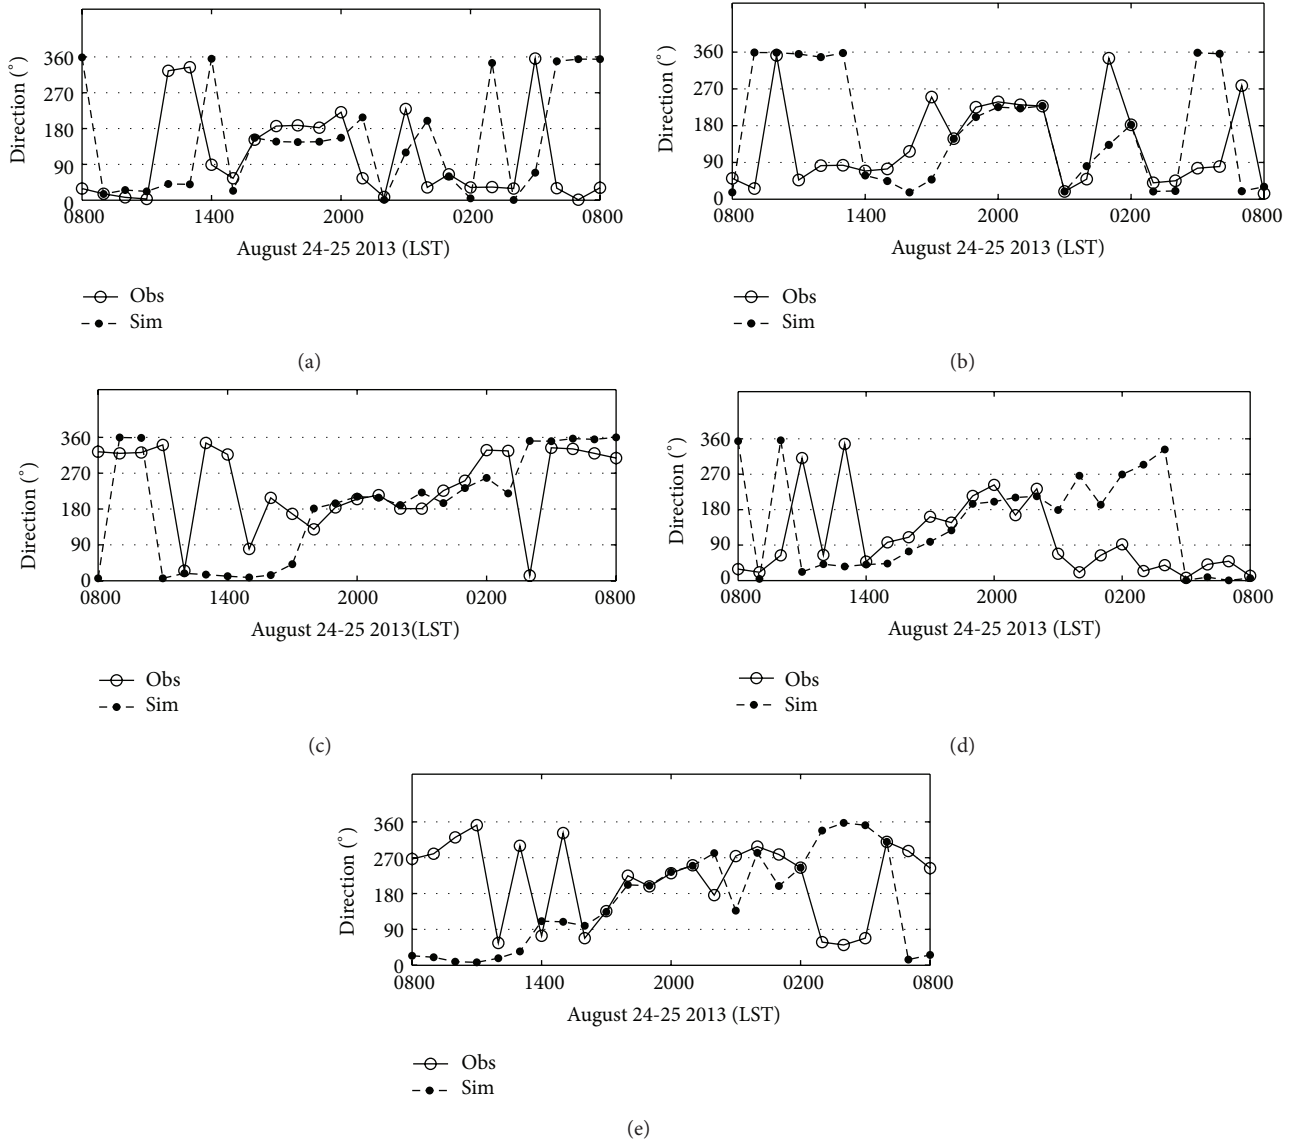 Direction (°)
360
270
180
90
0
0800
1400
2000
0200
0800
August 24-25 2013 (LST)
Obs
Sim
(a)
Direction (°)
360
270
180
90
0
0800
1400
2000
0200
0800
August 24-25 2013 (LST)
Obs
Sim
(b)
Direction (°)
360
270
180
90
0
0800
1400
2000
0200
0800
August 24-25 2013(LST)
Obs
Sim
(c)
Direction (°)
360
270
180
90
0
0800
1400
2000
0200
0800
August 24-25 2013 (LST)
Obs
Sim
(d)
Direction (°)
360
270
180
90
0
0800
1400
2000
0200
0800
August 24-25 2013 (LST)
Obs
Sim
(e)